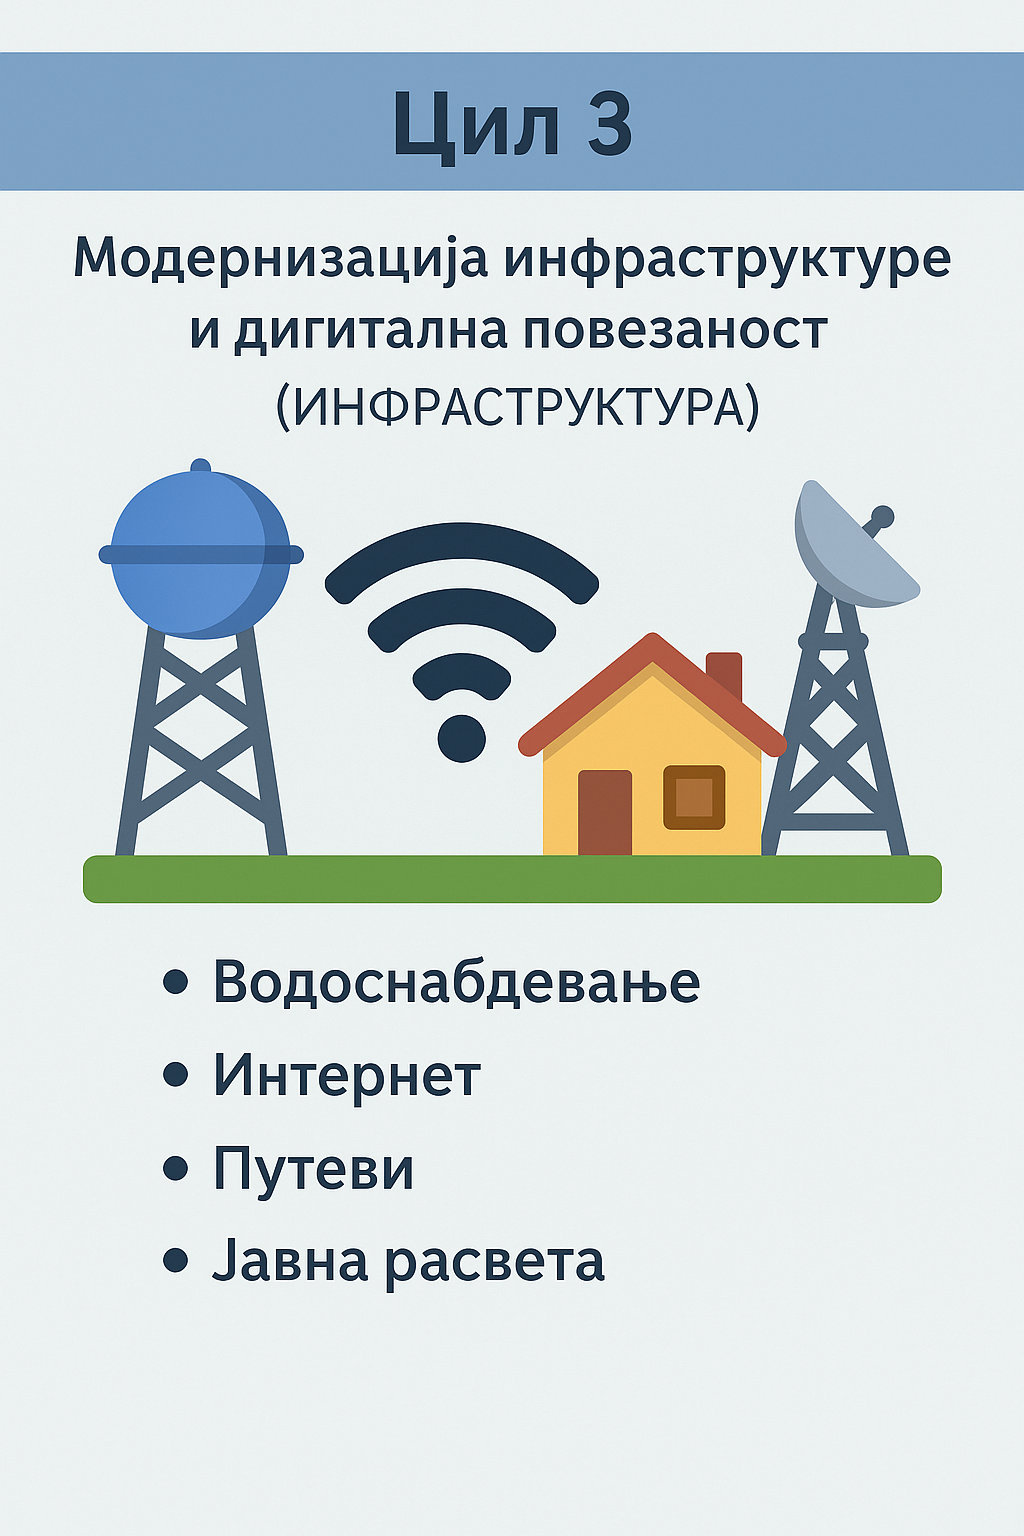 Цил 3
Модернизација инфраструктуре
и дигитална повезаност
(ИНФРАСТРУКТУРА)
• Водоснабдевање
• Интернет
• Путеви
• Јавна расвета